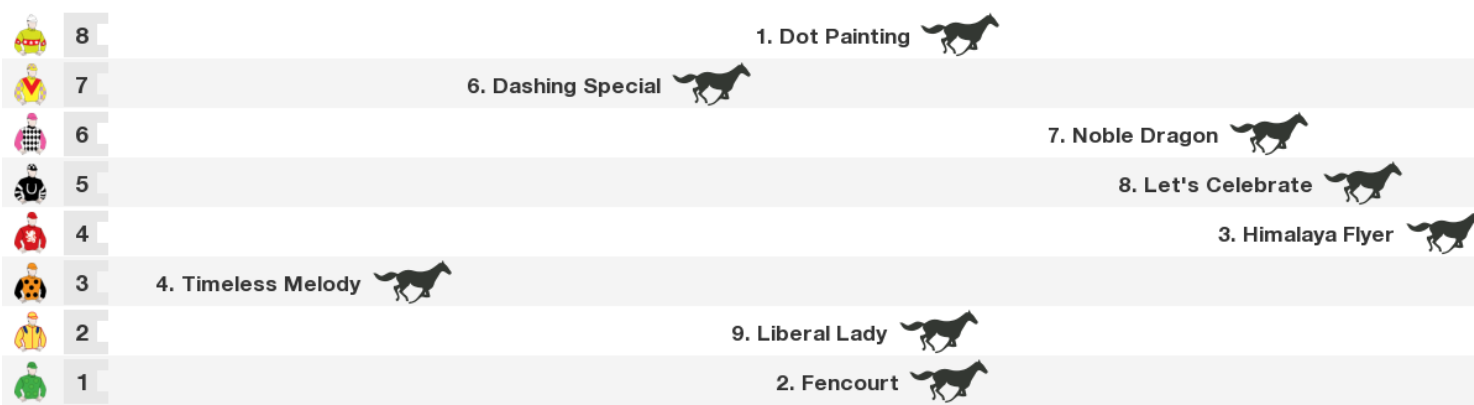 8 1. Dot Painting
7 6. Dashing Special
6 7. Noble Dragon
5 8. Let's Celebrate
4 3. Himalaya Flyer
3 4. Timeless Melody
2 9. Liberal Lady
1 2. Fencourt